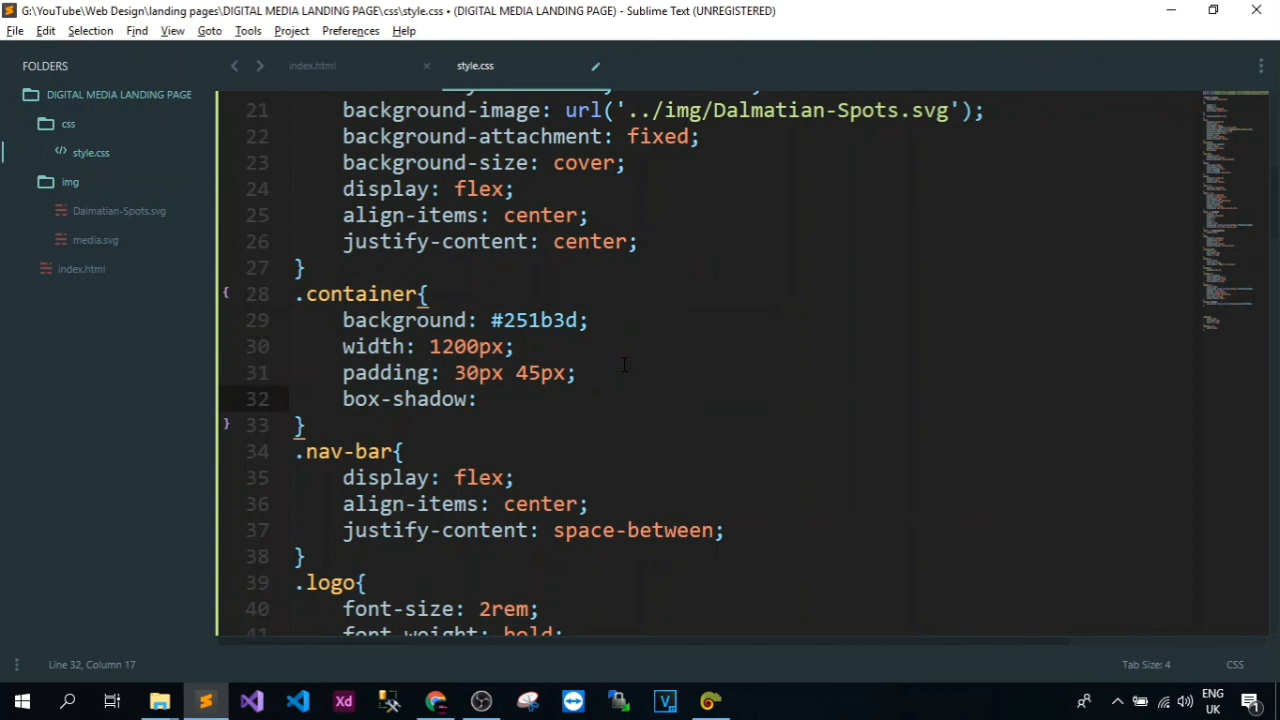 G:\YouTube\Web Design\landing pages\DIGITAL MEDIA LANDING PAGE\css\style.css • (DIGITAL MEDIA LANDING PAGE) - Sublime Text (UNREGISTERED)
File Edit Selection Find View Goto Tools Project Preferences Help
FOLDERS
DIGITAL MEDIA LANDING PAGE
css
style.css
img
Dalmatian-Spots.svg
media.svg
index.html
index.html style.css
21 background-image: url('../img/Dalmatian-Spots.svg');
22 background-attachment: fixed;
23 background-size: cover;
24 display: flex;
25 align-items: center;
26 justify-content: center;
27 }
28 .container{
29 background: #251b3d;
30 width: 1200px;
31 padding: 30px 45px;
32 box-shadow:
33 }
34 .nav-bar{
35 display: flex;
36 align-items: center;
37 justify-content: space-between;
38 }
39 .logo{
40 font-size: 2rem;
41 font-weight: bold;
Line 32, Column 17 Tab Size: 4 CSS
ENG
UK
1